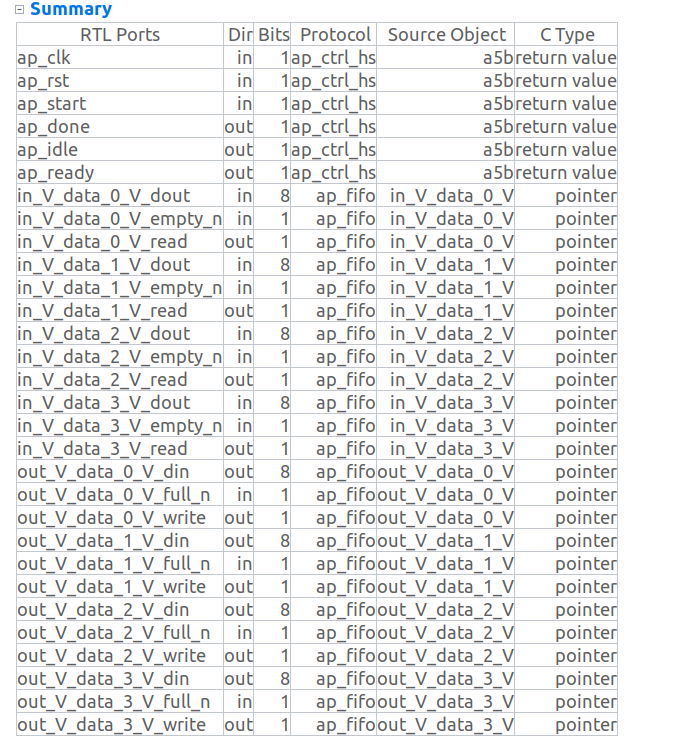 Summary
RTL Ports Dir Bits Protocol Source Object C Type
ap_clk in 1 ap_ctrl_hs a5b return value
ap_rst in 1 ap_ctrl_hs a5b return value
ap_start in 1 ap_ctrl_hs a5b return value
ap_done out 1 ap_ctrl_hs a5b return value
ap_idle out 1 ap_ctrl_hs a5b return value
ap_ready out 1 ap_ctrl_hs a5b return value
in_V_data_0_V_dout in 8 ap_fifo in_V_data_0_V pointer
in_V_data_0_V_empty_n in 1 ap_fifo in_V_data_0_V pointer
in_V_data_0_V_read out 1 ap_fifo in_V_data_0_V pointer
in_V_data_1_V_dout in 8 ap_fifo in_V_data_1_V pointer
in_V_data_1_V_empty_n in 1 ap_fifo in_V_data_1_V pointer
in_V_data_1_V_read out 1 ap_fifo in_V_data_1_V pointer
in_V_data_2_V_dout in 8 ap_fifo in_V_data_2_V pointer
in_V_data_2_V_empty_n in 1 ap_fifo in_V_data_2_V pointer
in_V_data_2_V_read out 1 ap_fifo in_V_data_2_V pointer
in_V_data_3_V_dout in 8 ap_fifo in_V_data_3_V pointer
in_V_data_3_V_empty_n in 1 ap_fifo in_V_data_3_V pointer
in_V_data_3_V_read out 1 ap_fifo in_V_data_3_V pointer
out_V_data_0_V_din out 8 ap_fifo out_V_data_0_V pointer
out_V_data_0_V_full_n in 1 ap_fifo out_V_data_0_V pointer
out_V_data_0_V_write out 1 ap_fifo out_V_data_0_V pointer
out_V_data_1_V_din out 8 ap_fifo out_V_data_1_V pointer
out_V_data_1_V_full_n in 1 ap_fifo out_V_data_1_V pointer
out_V_data_1_V_write out 1 ap_fifo out_V_data_1_V pointer
out_V_data_2_V_din out 8 ap_fifo out_V_data_2_V pointer
out_V_data_2_V_full_n in 1 ap_fifo out_V_data_2_V pointer
out_V_data_2_V_write out 1 ap_fifo out_V_data_2_V pointer
out_V_data_3_V_din out 8 ap_fifo out_V_data_3_V pointer
out_V_data_3_V_full_n in 1 ap_fifo out_V_data_3_V pointer
out_V_data_3_V_write out 1 ap_fifo out_V_data_3_V pointer